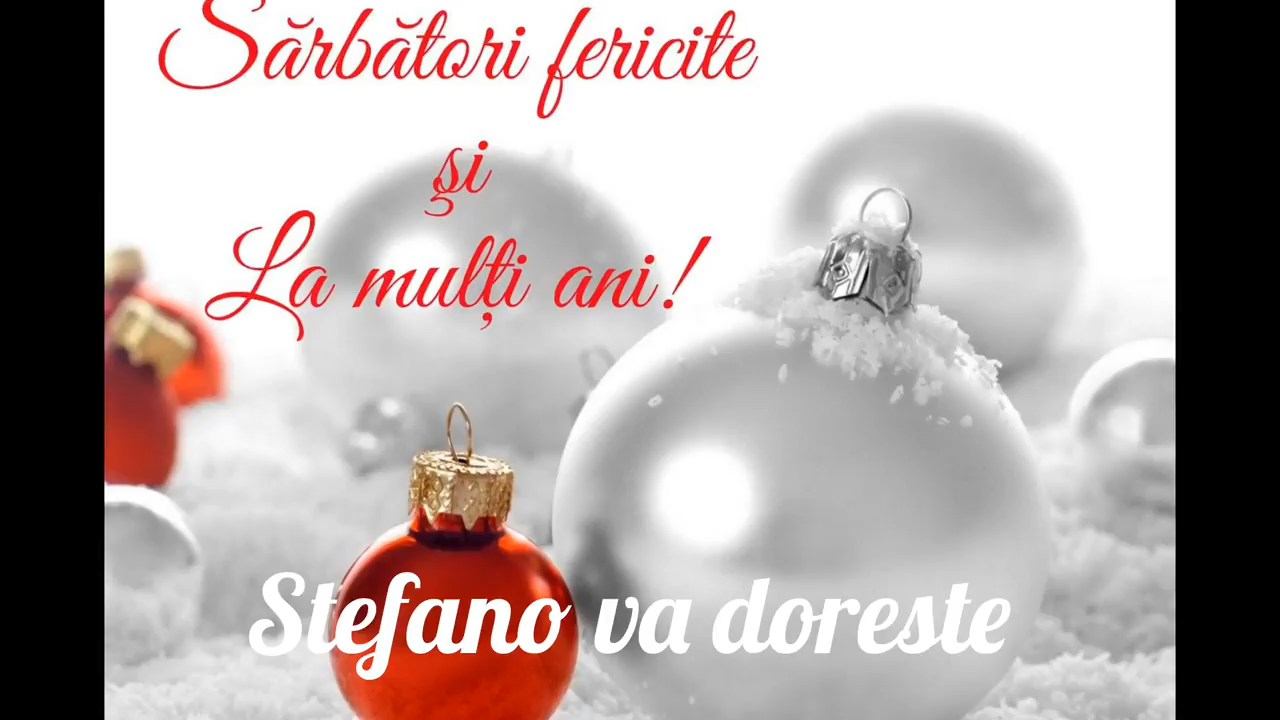 Sărbători fericite
şi
La mulți ani!
Stefano va doreste